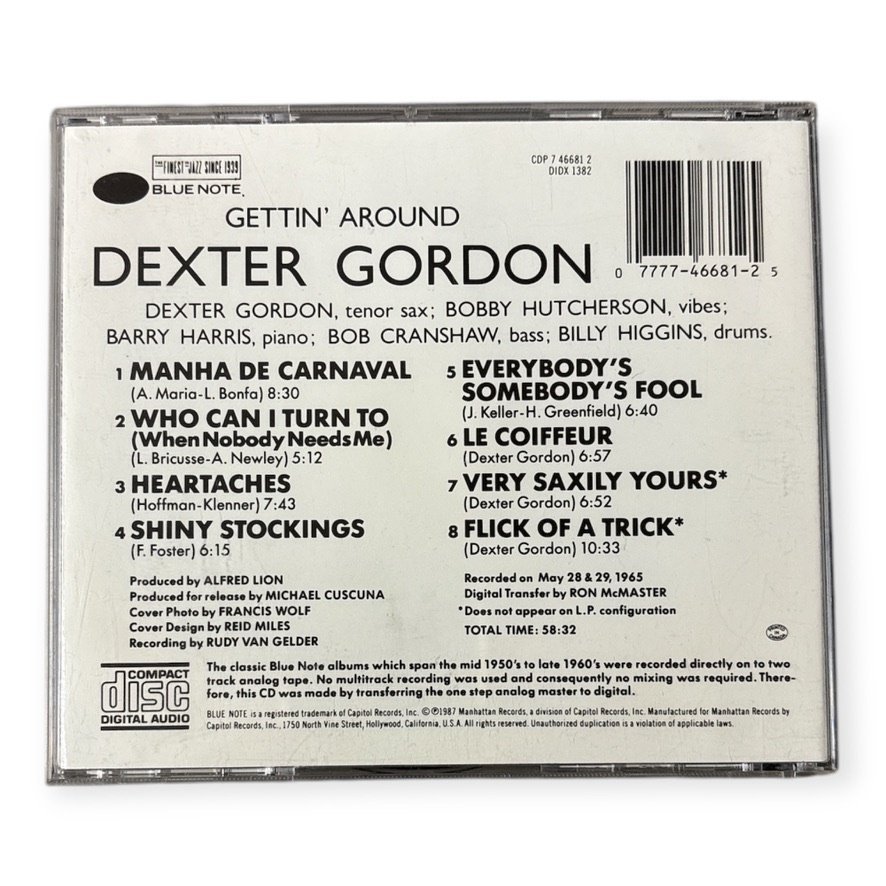 THE FINEST IN JAZZ SINCE 1939
BLUE NOTE.
CDP 7 46681 2
DIDX 1382
0 7777-46681-2 5
GETTIN' AROUND
DEXTER GORDON
DEXTER GORDON, tenor sax; BOBBY HUTCHERSON, vibes;
BARRY HARRIS, piano; BOB CRANSHAW, bass; BILLY HIGGINS, drums.
1 MANHA DE CARNAVAL
(A. Maria-L. Bonfa) 8:30
2 WHO CAN I TURN TO
(When Nobody Needs Me)
(L. Bricusse-A. Newley) 5:12
3 HEARTACHES
(Hoffman-Klenner) 7:43
4 SHINY STOCKINGS
(F. Foster) 6:15
5 EVERYBODY'S
SOMEBODY'S FOOL
(J. Keller-H. Greenfield) 6:40
6 LE COIFFEUR
(Dexter Gordon) 6:57
7 VERY SAXILY YOURS*
(Dexter Gordon) 6:52
8 FLICK OF A TRICK*
(Dexter Gordon) 10:33
Produced by ALFRED LION
Produced for release by MICHAEL CUSCUNA
Cover Photo by FRANCIS WOLF
Cover Design by REID MILES
Recording by RUDY VAN GELDER
Recorded on May 28 & 29, 1965
Digital Transfer by RON McMASTER
*Does not appear on L.P. configuration
TOTAL TIME: 58:32
PRINTED IN CANADA
COMPACT
disc
DIGITAL AUDIO
The classic Blue Note albums which span the mid 1950's to late 1960's were recorded directly on to two
track analog tape. No multitrack recording was used and consequently no mixing was required. There-
fore, this CD was made by transferring the one step analog master to digital.
BLUE NOTE is a registered trademark of Capitol Records, Inc. ©℗1987 Manhattan Records, a division of Capitol Records, Inc. Manufactured for Manhattan Records by
Capitol Records, Inc., 1750 North Vine Street, Hollywood, California, U.S.A. All rights reserved. Unauthorized duplication is a violation of applicable laws.